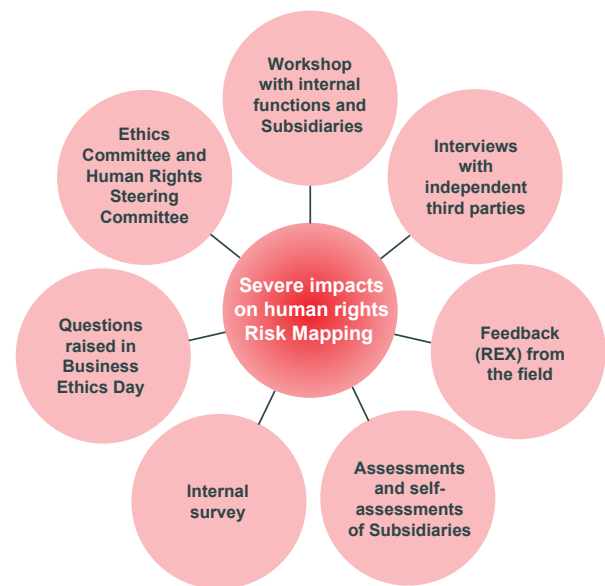 Workshop
with internal
functions and
Subsidiaries
Interviews
with
independent
third parties
Feedback
(REX) from
the field
Assessments
and self-
assessments
of Subsidiaries
Internal
survey
Questions
raised in
Business
Ethics Day
Ethics
Committee and
Human Rights
Steering
Committee
Severe impacts
on human rights
Risk Mapping